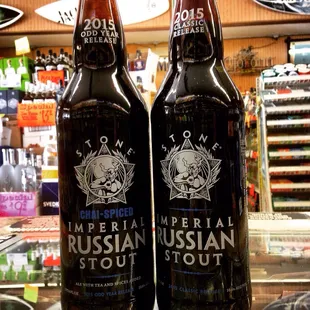 2015
ODD YEAR
RELEASE
STONE
CHAI-SPICED
IMPERIAL
RUSSIAN
STOUT
2015
CLASSIC
RELEASE
STONE
IMPERIAL
RUSSIAN
STOUT